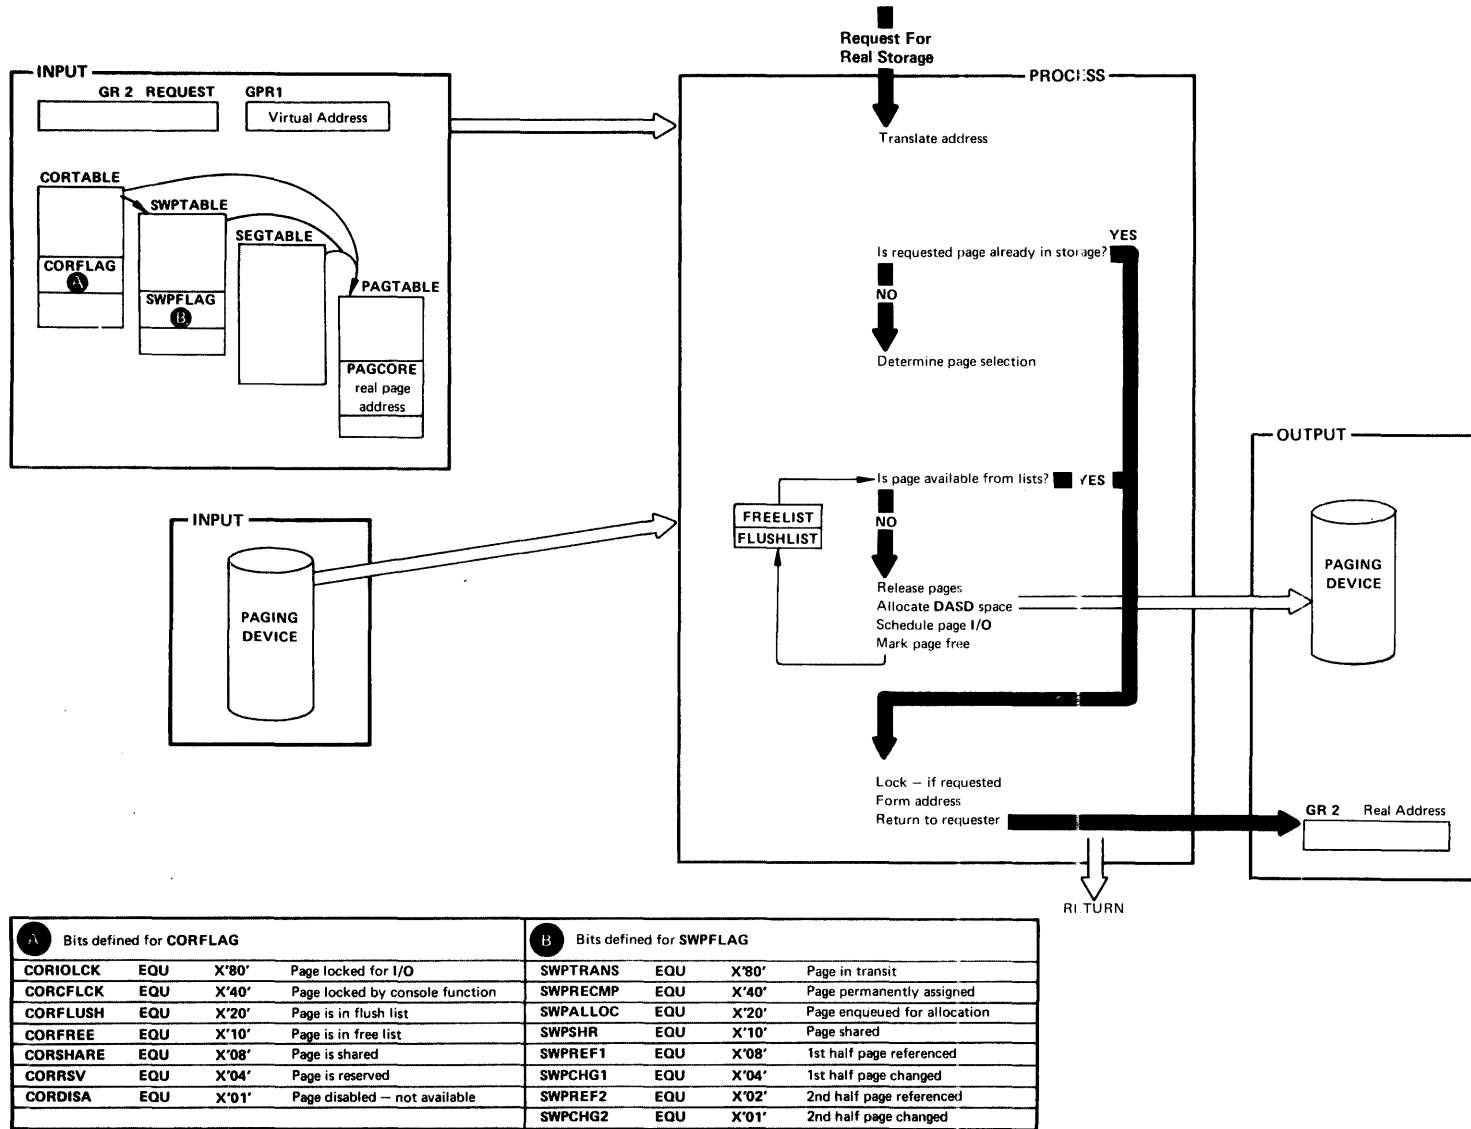 Request For
Real Storage
INPUT
GR 2 REQUEST GPR1
Virtual Address
CORTABLE
SWPTABLE
SEGTABLE
PAGTABLE
CORFLAG
A
SWPFLAG
B
PAGCORE
real page
address
INPUT
PAGING
DEVICE
PROCESS
Translate address
YES
Is requested page already in storage?
NO
Determine page selection
Is page available from lists? YES
FREELIST
FLUSHLIST
NO
Release pages
Allocate DASD space
Schedule page I/O
Mark page free
Lock – if requested
Form address
Return to requester
RETURN
OUTPUT
PAGING
DEVICE
GR 2 Real Address
A Bits defined for CORFLAG
CORIOLCK EQU X'80' Page locked for I/O
CORCFLCK EQU X'40' Page locked by console function
CORFLUSH EQU X'20' Page is in flush list
CORFREE EQU X'10' Page is in free list
CORSHARE EQU X'08' Page is shared
CORRSV EQU X'04' Page is reserved
CORDISA EQU X'01' Page disabled – not available
B Bits defined for SWPFLAG
SWPTRANS EQU X'80' Page in transit
SWPRECMP EQU X'40' Page permanently assigned
SWPALLOC EQU X'20' Page enqueued for allocation
SWPSHR EQU X'10' Page shared
SWPREF1 EQU X'08' 1st half page referenced
SWPCHG1 EQU X'04' 1st half page changed
SWPREF2 EQU X'02' 2nd half page referenced
SWPCHG2 EQU X'01' 2nd half page changed